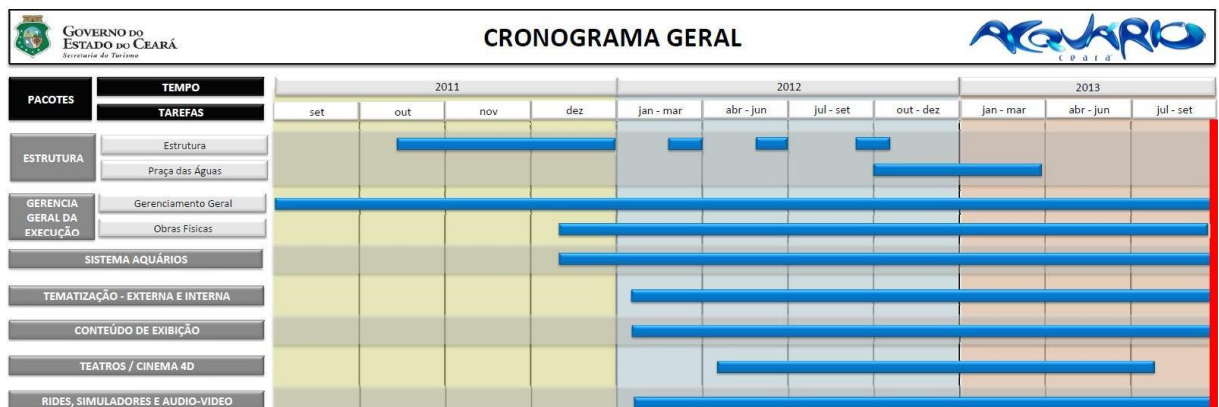 GOVERNO DO
ESTADO DO CEARÁ
Secretaria do Turismo
CRONOGRAMA GERAL
ACQUARIO
ceará
PACOTES
TEMPO
2011
2012
2013
TAREFAS
set
out
nov
dez
jan - mar
abr - jun
jul - set
out - dez
jan - mar
abr - jun
jul - set
ESTRUTURA
Estrutura
Praça das Águas
GERENCIA
GERAL DA
EXECUÇÃO
Gerenciamento Geral
Obras Físicas
SISTEMA AQUÁRIOS
TEMATIZAÇÃO - EXTERNA E INTERNA
CONTEÚDO DE EXIBIÇÃO
TEATROS / CINEMA 4D
RIDES, SIMULADORES E AUDIO-VIDEO